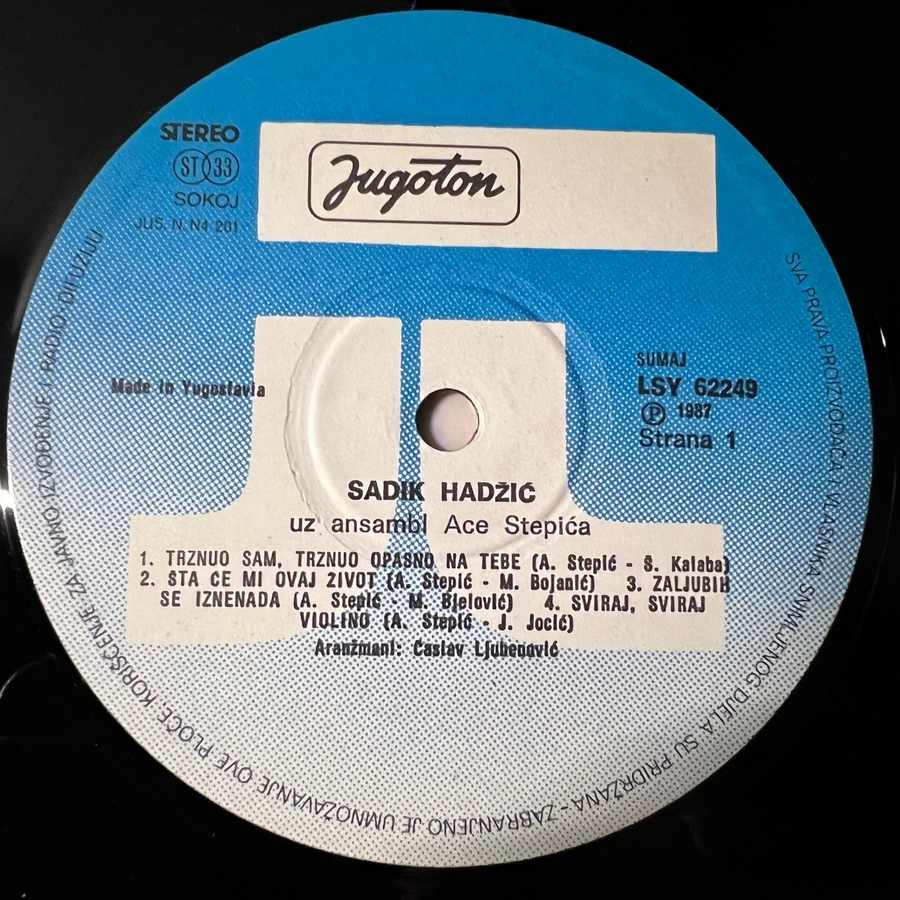 STEREO
ST 33
SOKOJ
JUS. N. N4 201
Jugoton
Made in Yugoslavia
SUMAJ
LSY 62249
Ⓟ 1987
Strana 1
SADIK HADŽIĆ
uz ansambl Ace Stepića
1. TRZNUO SAM, TRZNUO OPASNO NA TEBE (A. Stepić - S. Kalaba)
2. STA CE MI OVAJ ŽIVOT (A. Stepić - M. Bojanić) 3. ZALJUBIH
SE IZNENADA (A. Stepić - M. Bjelović) 4. SVIRAJ, SVIRAJ
VIOLINO (A. Stepić - J. Jocić)
Aranžmani: Časlav Ljubenović
SVA PRAVA PROIZVOĐAČA I VLASNIKA SNIMLJENOG DJELA SU PRIDRŽANA - ZABRANJENO JE UMNOŽAVANJE OVE PLOČE, KORIŠĆENJE ZA JAVNO IZVOĐENJE I RADIO DIFUZIJU